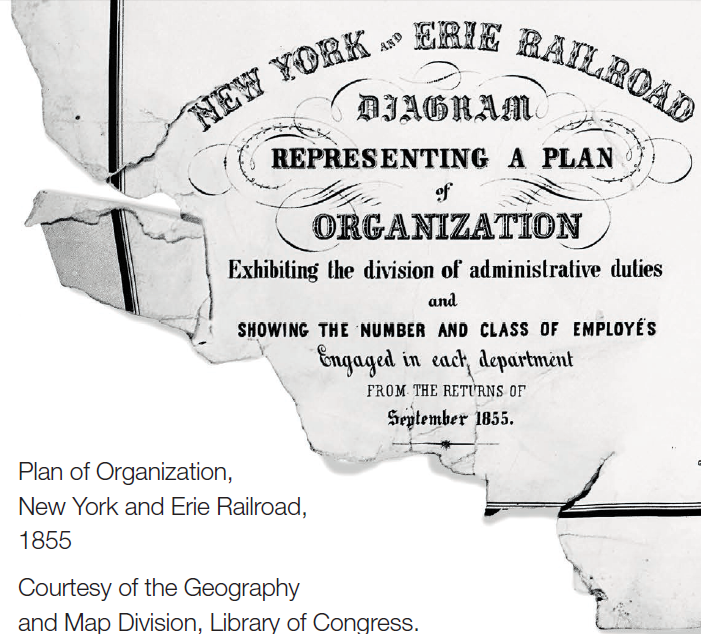 NEW YORK AND ERIE RAILROAD
DIAGRAM
REPRESENTING A PLAN
of
ORGANIZATION
Exhibiting the division of administrative duties
and
SHOWING THE NUMBER AND CLASS OF EMPLOYÉS
Engaged in each department
FROM THE RETURNS OF
September 1855.
Plan of Organization,
New York and Erie Railroad,
1855
Courtesy of the Geography
and Map Division, Library of Congress.